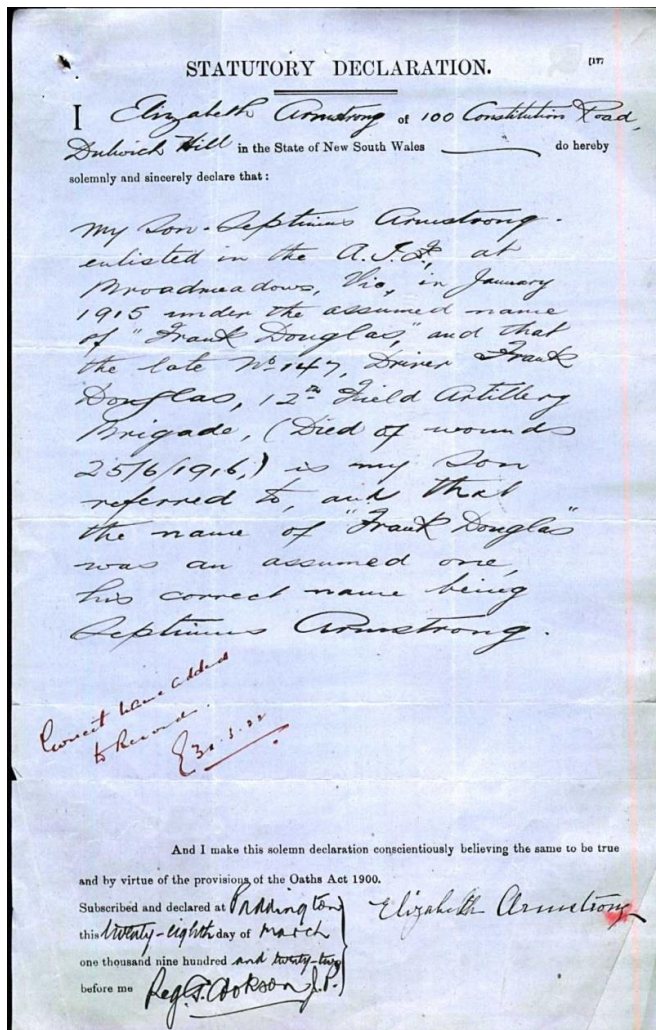 STATUTORY DECLARATION.
[17
I Elizabeth Armstrong of 100 Constitution Road,
Dulwich Hill in the State of New South Wales ——— do hereby
solemnly and sincerely declare that :
My Son - Septimus Armstrong -
enlisted in the A.I.F., at
Broadmeadows, Vic, in January
1915 under the assumed name
of "Frank Douglas," and that
the late No 147, Driver Frank
Douglas, 12th Field Artillery
Brigade, (Died of wounds
25/6/1916,) is my son
referred to, and that
the name of "Frank Douglas"
was an assumed one,
his correct name being
Septimus Armstrong.
Correct name added
to Records.
And I make this solemn declaration conscientiously believing the same to be true
and by virtue of the provisions of the Oaths Act 1900.
Subscribed and declared at Paddington
this twenty-eighth day of March
one thousand nine hundred and twenty-two
before me Reg. T. Cookson J.P.
Elizabeth Armstrong